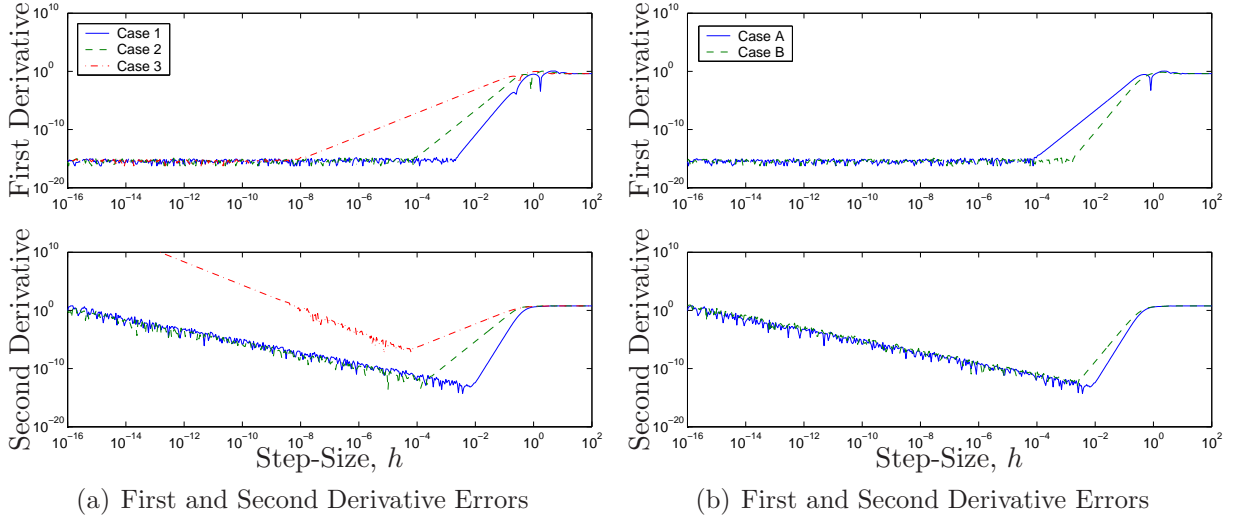 First Derivative
10^10
10^0
10^−10
10^−20
Case 1
Case 2
Case 3
10^−16 10^−14 10^−12 10^−10 10^−8 10^−6 10^−4 10^−2 10^0 10^2
Second Derivative
10^10
10^0
10^−10
10^−20
10^−16 10^−14 10^−12 10^−10 10^−8 10^−6 10^−4 10^−2 10^0 10^2
Step-Size, h
(a) First and Second Derivative Errors
First Derivative
10^10
10^0
10^−10
10^−20
Case A
Case B
10^−16 10^−14 10^−12 10^−10 10^−8 10^−6 10^−4 10^−2 10^0 10^2
Second Derivative
10^10
10^0
10^−10
10^−20
10^−16 10^−14 10^−12 10^−10 10^−8 10^−6 10^−4 10^−2 10^0 10^2
Step-Size, h
(b) First and Second Derivative Errors